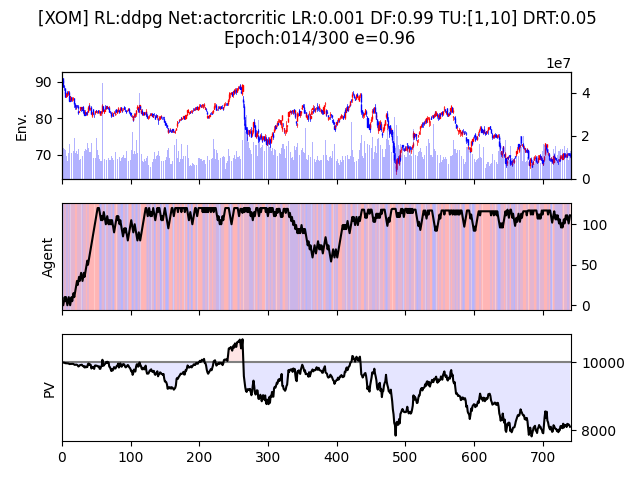 [XOM] RL:ddpg Net:actorcritic LR:0.001 DF:0.99 TU:[1,10] DRT:0.05
Epoch:014/300 e=0.96
1e7
90
80
70
Env.
4
2
0
Agent
100
50
0
PV
10000
8000
0 100 200 300 400 500 600 700